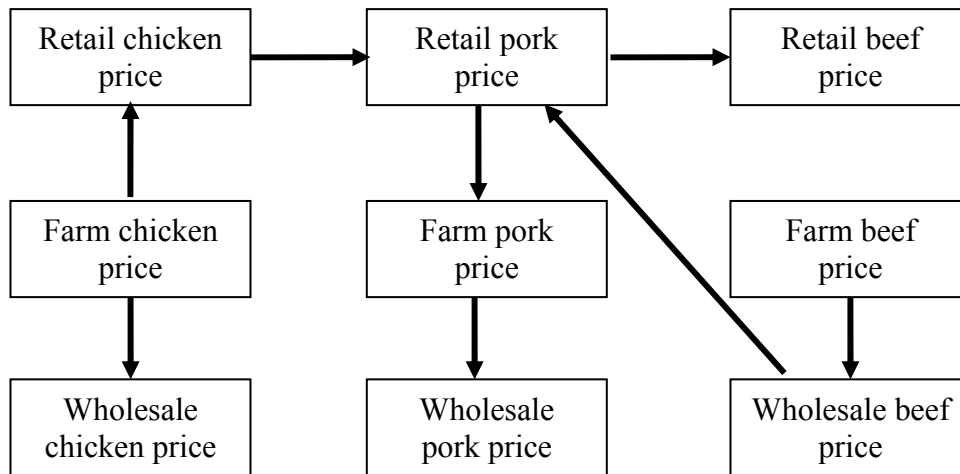 Retail chicken
price
Retail pork
price
Retail beef
price
Farm chicken
price
Farm pork
price
Farm beef
price
Wholesale
chicken price
Wholesale
pork price
Wholesale beef
price